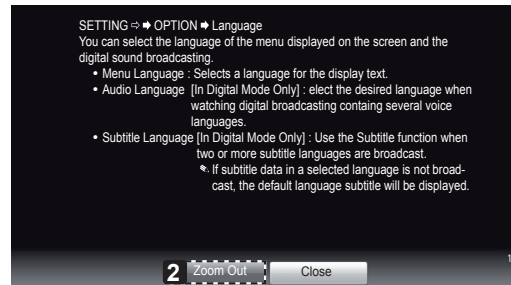 SETTING ⇨ ➡ OPTION ➡ Language
You can select the language of the menu displayed on the screen and the
digital sound broadcasting.
• Menu Language : Selects a language for the display text.
• Audio Language [In Digital Mode Only] : elect the desired language when
watching digital broadcasting containg several voice
languages.
• Subtitle Language [In Digital Mode Only] : Use the Subtitle function when
two or more subtitle languages are broadcast.
✎ If subtitle data in a selected language is not broad-
cast, the default language subtitle will be displayed.
1
2 Zoom Out Close